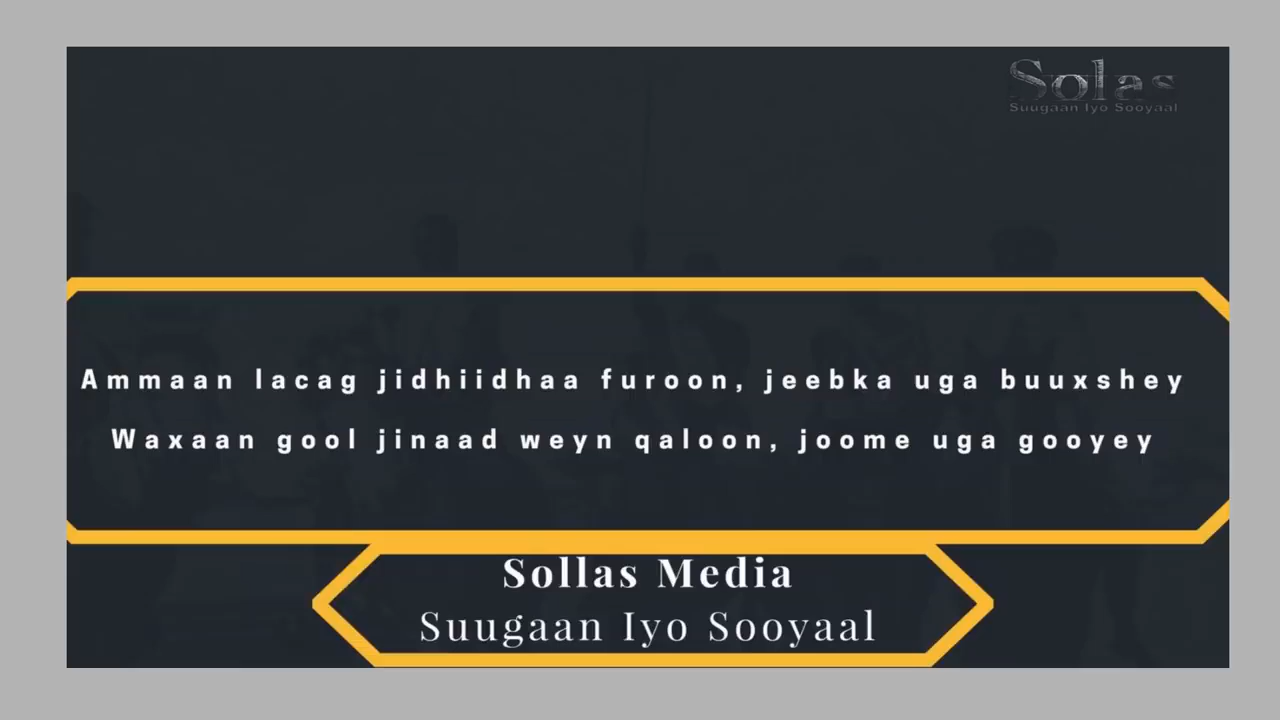 Solas
Suugaan Iyo Sooyaal
Ammaan lacag jidhiidhaa furoon, jeebka uga buuxshey
Waxaan gool jinaad weyn qaloon, joome uga gooyey
Sollas Media
Suugaan Iyo Sooyaal